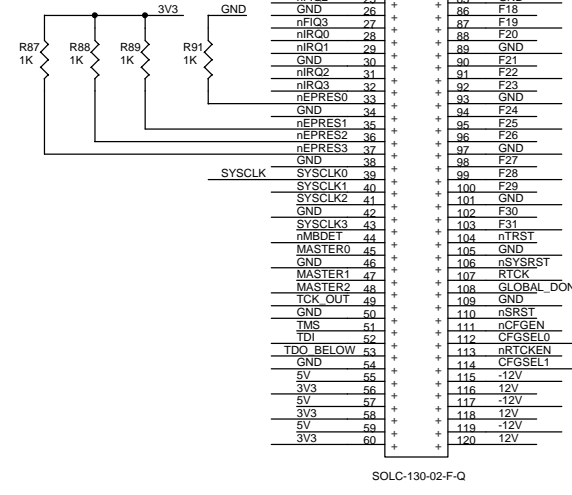 3V3 GND
R87 1K R88 1K R89 1K R91 1K
GND 26 86 F18
nFIQ3 27 87 F19
nIRQ0 28 88 F20
nIRQ1 29 89 GND
GND 30 90 F21
nIRQ2 31 91 F22
nIRQ3 32 92 F23
nEPRES0 33 93 GND
GND 34 94 F24
nEPRES1 35 95 F25
nEPRES2 36 96 F26
nEPRES3 37 97 GND
GND 38 98 F27
SYSCLK SYSCLK0 39 99 F28
SYSCLK1 40 100 F29
SYSCLK2 41 101 GND
GND 42 102 F30
SYSCLK3 43 103 F31
nMBDET 44 104 nTRST
MASTER0 45 105 GND
GND 46 106 nSYSRST
MASTER1 47 107 RTCK
MASTER2 48 108 GLOBAL_DON
TCK_OUT 49 109 GND
GND 50 110 nSRST
TMS 51 111 nCFGEN
TDI 52 112 CFGSEL0
TDO_BELOW 53 113 nRTCKEN
GND 54 114 CFGSEL1
5V 55 115 -12V
3V3 56 116 12V
5V 57 117 -12V
3V3 58 118 12V
5V 59 119 -12V
3V3 60 120 12V
SOLC-130-02-F-Q